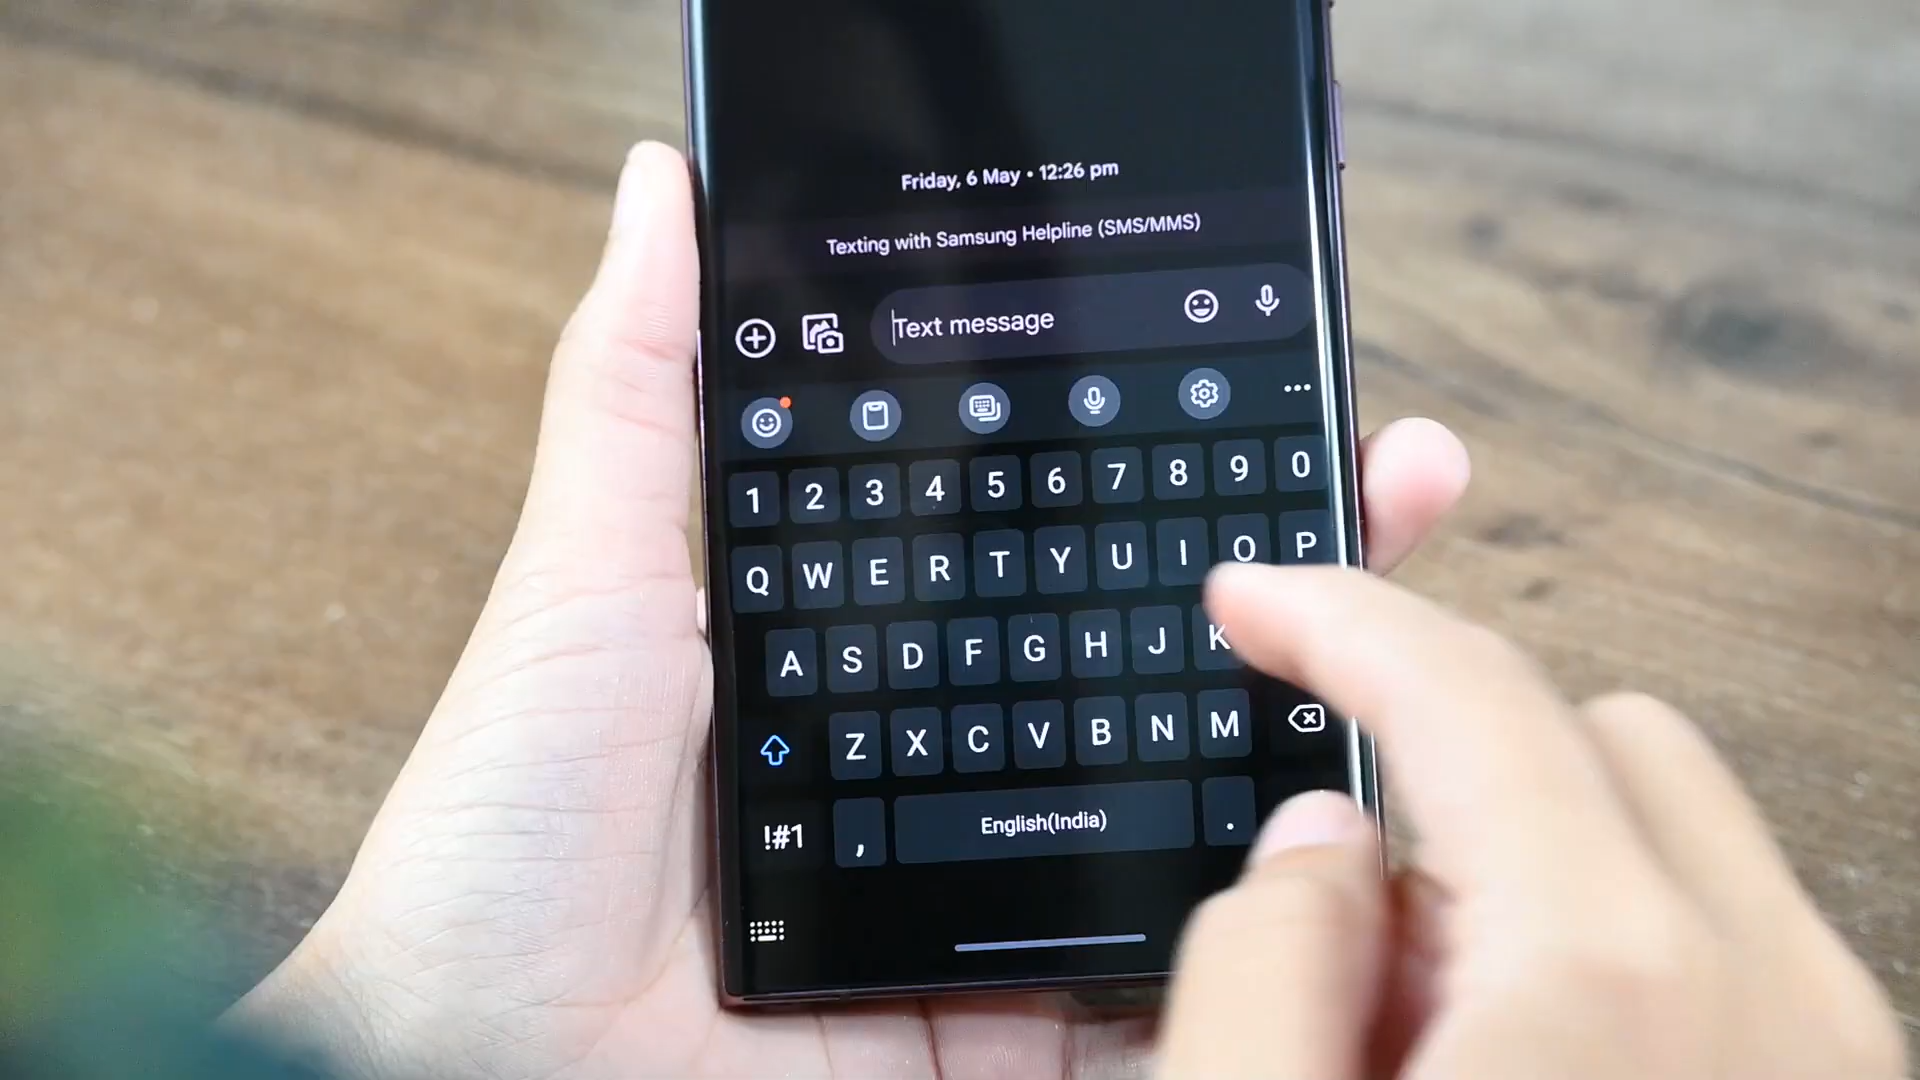 Friday, 6 May • 12:26 pm
Texting with Samsung Helpline (SMS/MMS)
Text message
1 2 3 4 5 6 7 8 9 0
Q W E R T Y U I O P
A S D F G H J K
Z X C V B N M
!#1 , English(India) .